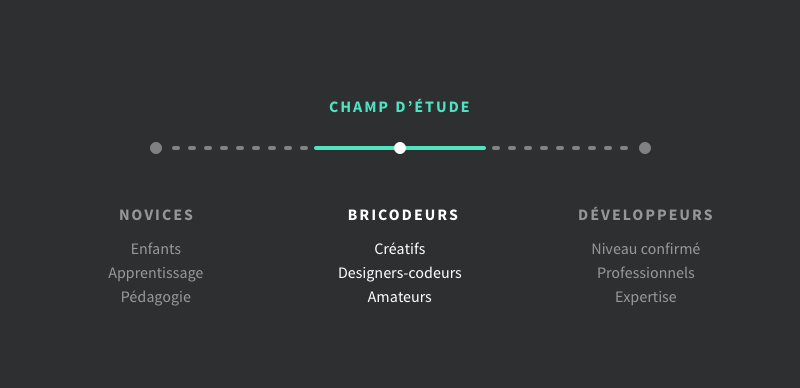 CHAMP D’ÉTUDE
NOVICES
Enfants
Apprentissage
Pédagogie
BRICODEURS
Créatifs
Designers-codeurs
Amateurs
DÉVELOPPEURS
Niveau confirmé
Professionnels
Expertise